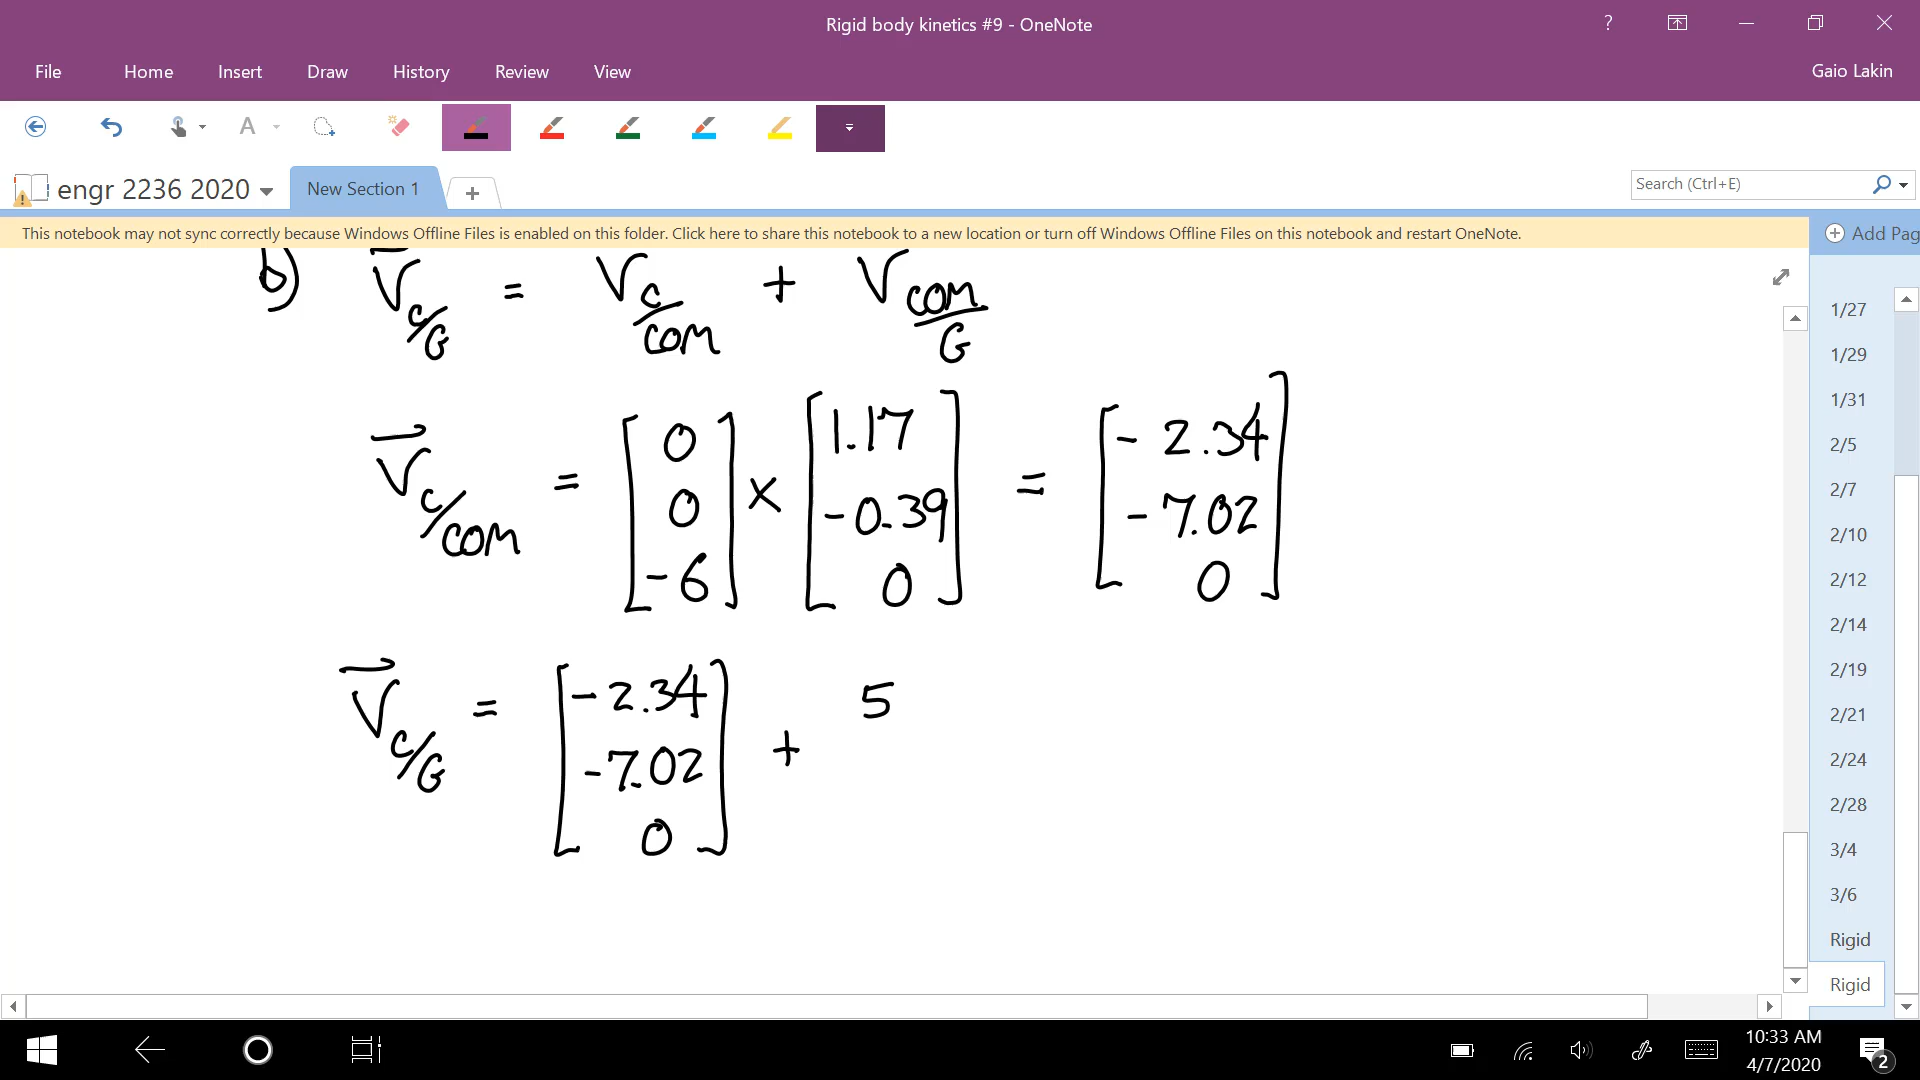 Rigid body kinetics #9 - OneNote
?
File Home Insert Draw History Review View
Gaio Lakin
A
engr 2236 2020
New Section 1
+
Search (Ctrl+E)
This notebook may not sync correctly because Windows Offline Files is enabled on this folder. Click here to share this notebook to a new location or turn off Windows Offline Files on this notebook and restart OneNote.
Add Pag
b) V C/G = V C/COM + V COM/G
V C/COM = [0 0 -6] × [1.17 -0.39 0] = [-2.34 -7.02 0]
V C/G = [-2.34 -7.02 0] + 5
1/27
1/29
1/31
2/5
2/7
2/10
2/12
2/14
2/19
2/21
2/24
2/28
3/4
3/6
Rigid
Rigid
10:33 AM
4/7/2020
2